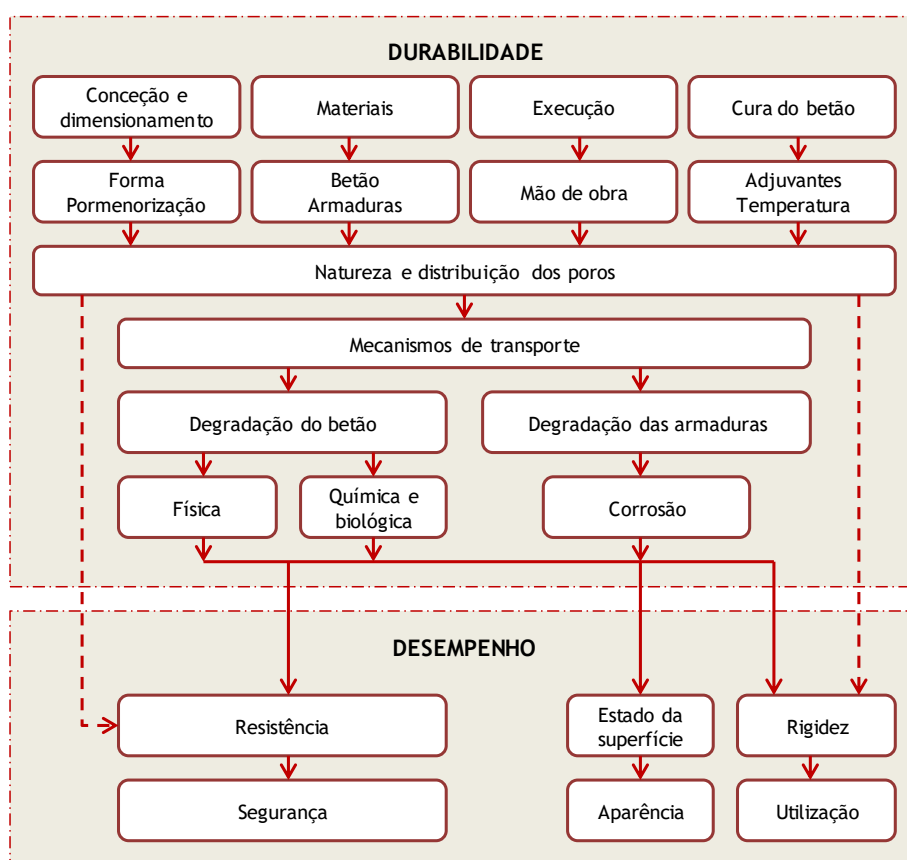 DURABILIDADE
Conceção e
dimensionamento
Materiais
Execução
Cura do betão
Forma
Pormenorização
Betão
Armaduras
Mão de obra
Adjuvantes
Temperatura
Natureza e distribuição dos poros
Mecanismos de transporte
Degradação do betão
Degradação das armaduras
Física
Química e
biológica
Corrosão
DESEMPENHO
Resistência
Estado da
superfície
Rigidez
Segurança
Aparência
Utilização